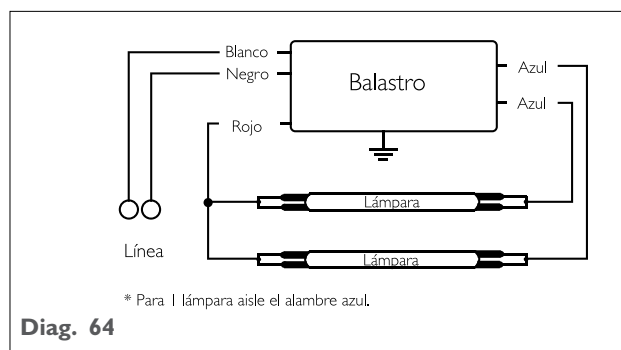 Blanco
Negro
Rojo
Balastro
Azul
Azul
Lámpara
Lámpara
Línea
* Para 1 lámpara aisle el alambre azul.
Diag. 64